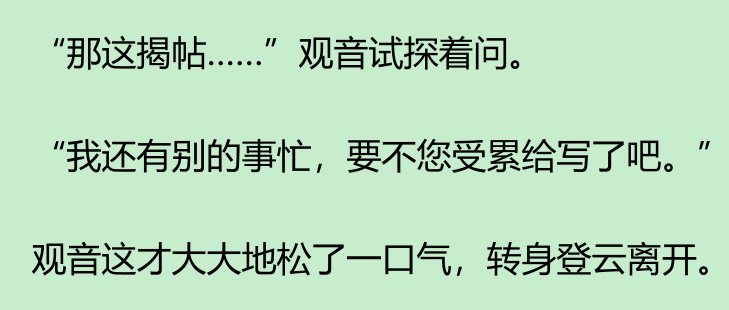 “那这揭帖……”观音试探着问。
“我还有别的事忙，要不您受累给写了吧。”
观音这才大大地松了一口气，转身登云离开。